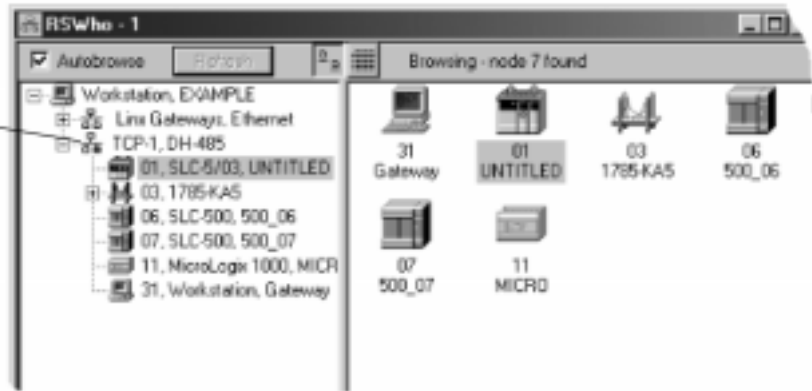 RSWho - 1
Autobrowse Refresh Browsing - node 7 found
Workstation, EXAMPLE
Linx Gateways, Ethernet
TCP-1, DH-485
01, SLC-5/03, UNTITLED
03, 1785-KA5
06, SLC-500, 500_06
07, SLC-500, 500_07
11, MicroLogix 1000, MICR
31, Workstation, Gateway
31
Gateway
01
UNTITLED
03
1785-KA5
06
500_06
07
500_07
11
MICRO